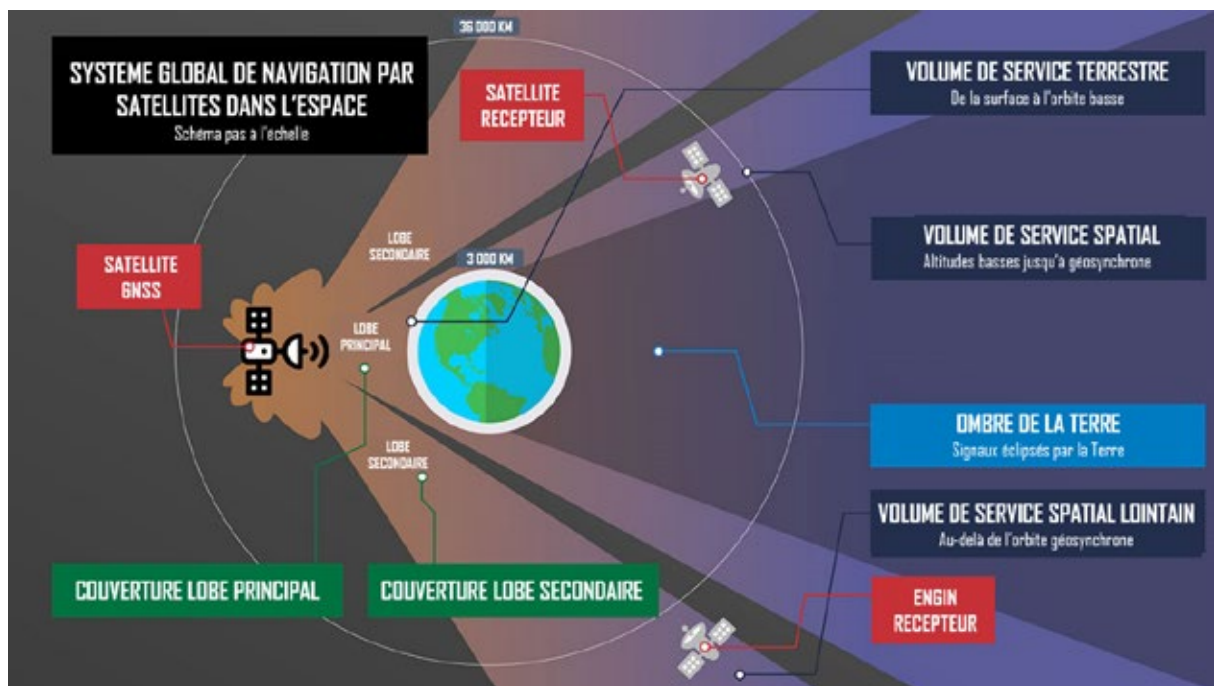 36 000 KM
SYSTEME GLOBAL DE NAVIGATION PAR
SATELLITES DANS L'ESPACE
Schéma pas a l'echelle
SATELLITE
RECEPTEUR
VOLUME DE SERVICE TERRESTRE
De la surface à l'orbite basse
LOBE
SECONDAIRE
VOLUME DE SERVICE SPATIAL
Altitudes basses jusqu'à géosynchrone
SATELLITE
GNSS
3 000 KM
LOBE
PRINCIPAL
OMBRE DE LA TERRE
Signaux éclipsés par la Terre
LOBE
SECONDAIRE
VOLUME DE SERVICE SPATIAL LOINTAIN
Au-delà de l'orbite géosynchrone
COUVERTURE LOBE PRINCIPAL
COUVERTURE LOBE SECONDAIRE
ENGIN
RECEPTEUR